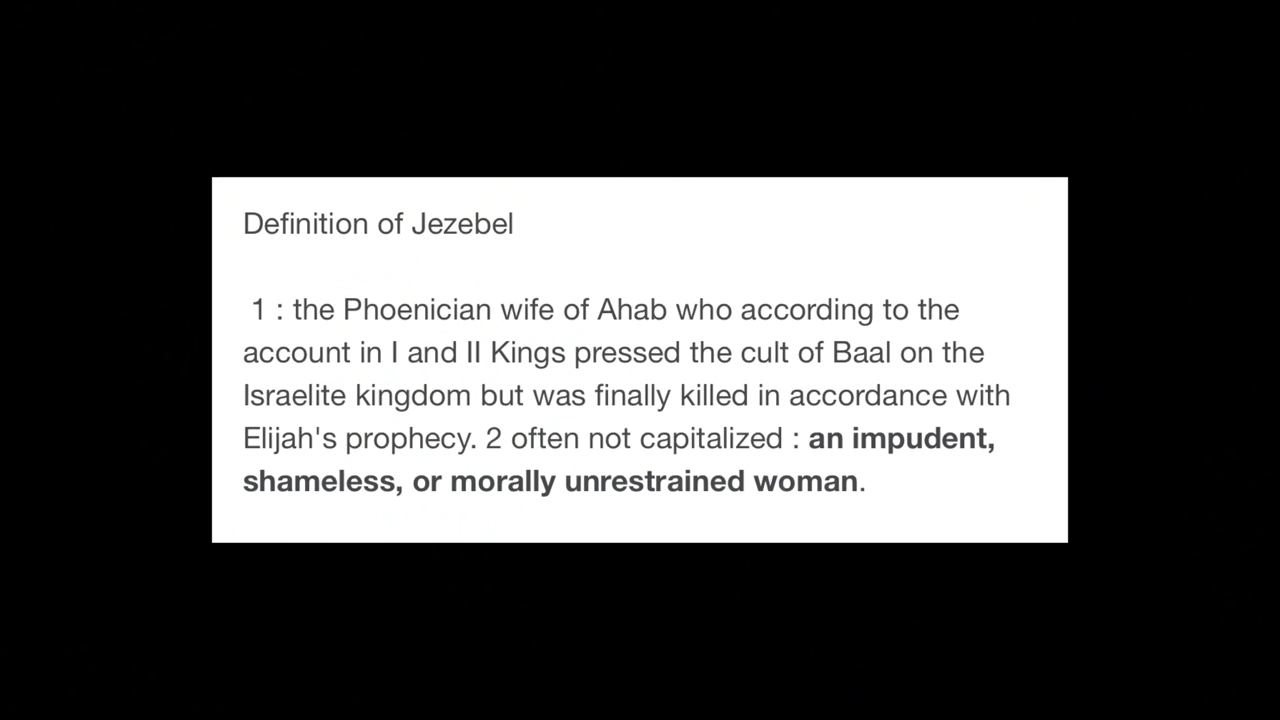 Definition of Jezebel
1 : the Phoenician wife of Ahab who according to the
account in I and II Kings pressed the cult of Baal on the
Israelite kingdom but was finally killed in accordance with
Elijah's prophecy. 2 often not capitalized : an impudent,
shameless, or morally unrestrained woman.